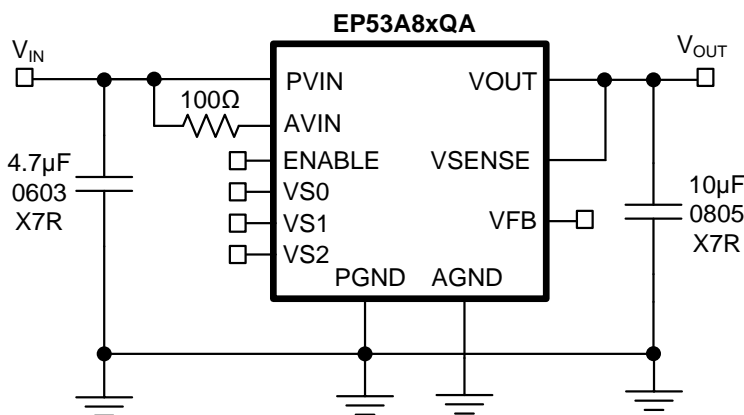 EP53A8xQA
VIN
VOUT
PVIN
VOUT
100Ω
AVIN
ENABLE
VSENSE
4.7µF
0603
X7R
VS0
VS1
VFB
10µF
0805
X7R
VS2
PGND
AGND